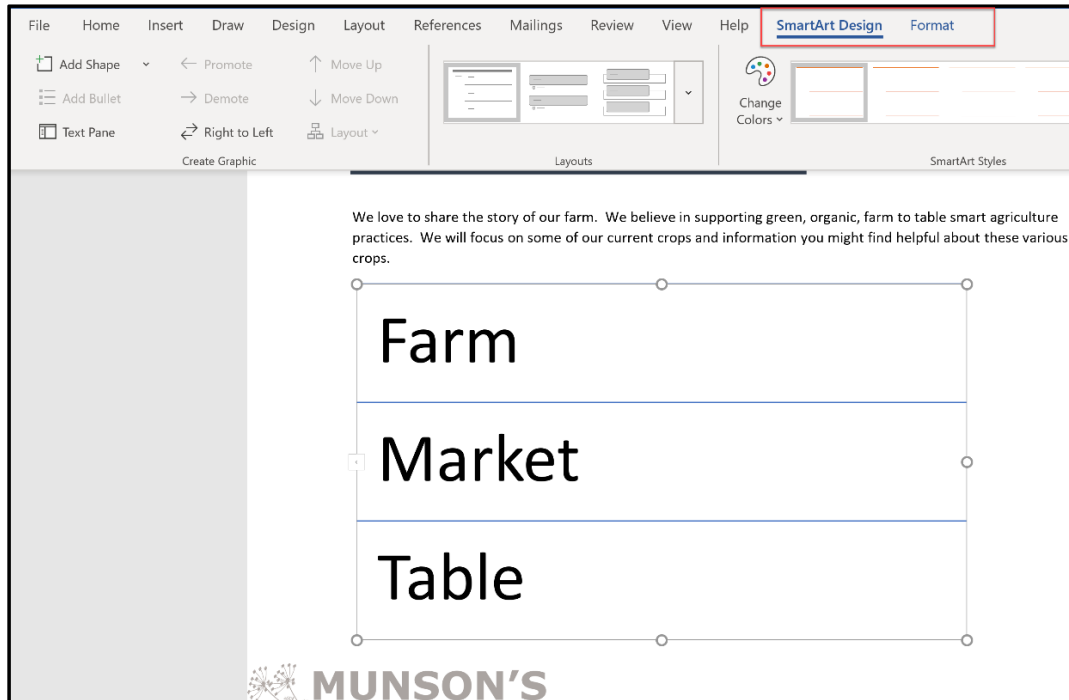 File Home Insert Draw Design Layout References Mailings Review View Help SmartArt Design Format
Add Shape Promote Move Up
Add Bullet Demote Move Down
Text Pane Right to Left Layout
Change
Colors
Create Graphic Layouts SmartArt Styles
We love to share the story of our farm.  We believe in supporting green, organic, farm to table smart agriculture
practices.  We will focus on some of our current crops and information you might find helpful about these various
crops.
Farm
Market
Table
MUNSON'S